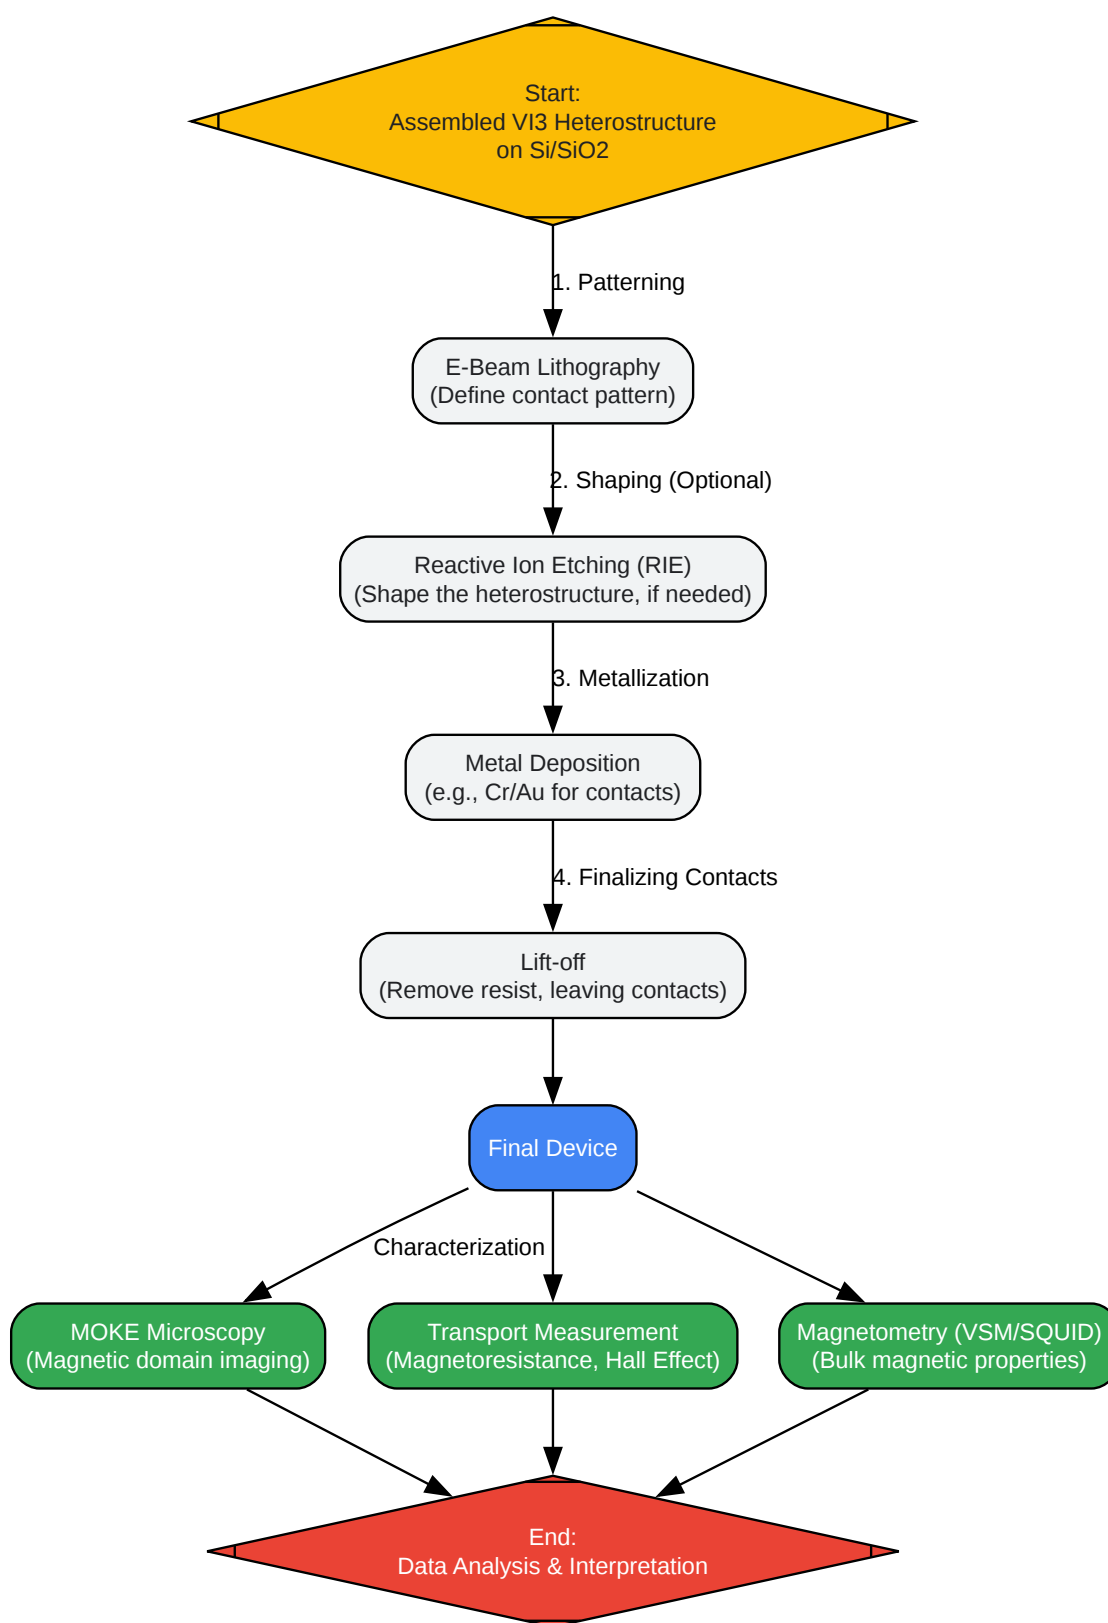 Start:
Assembled VI3 Heterostructure
on Si/SiO2
1. Patterning
E-Beam Lithography
(Define contact pattern)
2. Shaping (Optional)
Reactive Ion Etching (RIE)
(Shape the heterostructure, if needed)
3. Metallization
Metal Deposition
(e.g., Cr/Au for contacts)
4. Finalizing Contacts
Lift-off
(Remove resist, leaving contacts)
Final Device
Characterization
MOKE Microscopy
(Magnetic domain imaging)
Transport Measurement
(Magnetoresistance, Hall Effect)
Magnetometry (VSM/SQUID)
(Bulk magnetic properties)
End:
Data Analysis & Interpretation